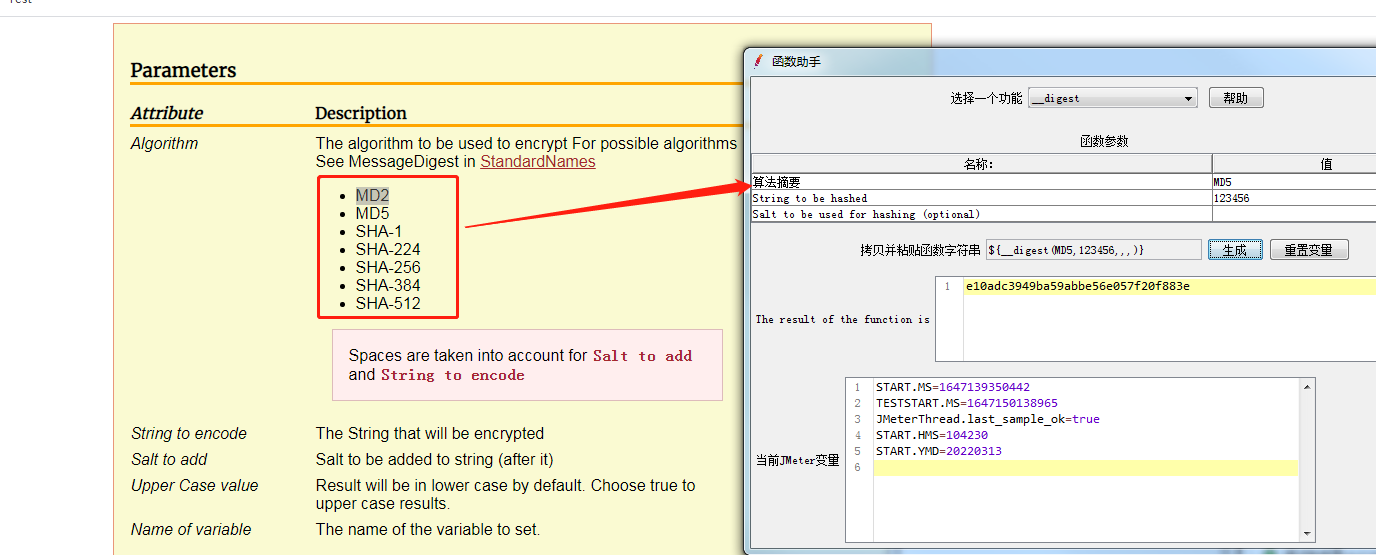 Parameters
Attribute Description
Algorithm The algorithm to be used to encrypt For possible algorithms
See MessageDigest in StandardNames
MD2
MD5
SHA-1
SHA-224
SHA-256
SHA-384
SHA-512
Spaces are taken into account for Salt to add
and String to encode
String to encode The String that will be encrypted
Salt to add Salt to be added to string (after it)
Upper Case value Result will be in lower case by default. Choose true to
upper case results.
Name of variable The name of the variable to set.
函数助手
选择一个功能 __digest 帮助
函数参数
名称: 值
算法摘要 MD5
String to be hashed 123456
Salt to be used for hashing (optional)
拷贝并粘贴函数字符串 ${__digest(MD5,123456,,,)} 生成 重置变量
The result of the function is
1 e10adc3949ba59abbe56e057f20f883e
当前JMeter变量
1 START.MS=1647139350442
2 TESTSTART.MS=1647150138965
3 JMeterThread.last_sample_ok=true
4 START.HMS=104230
5 START.YMD=20220313
6